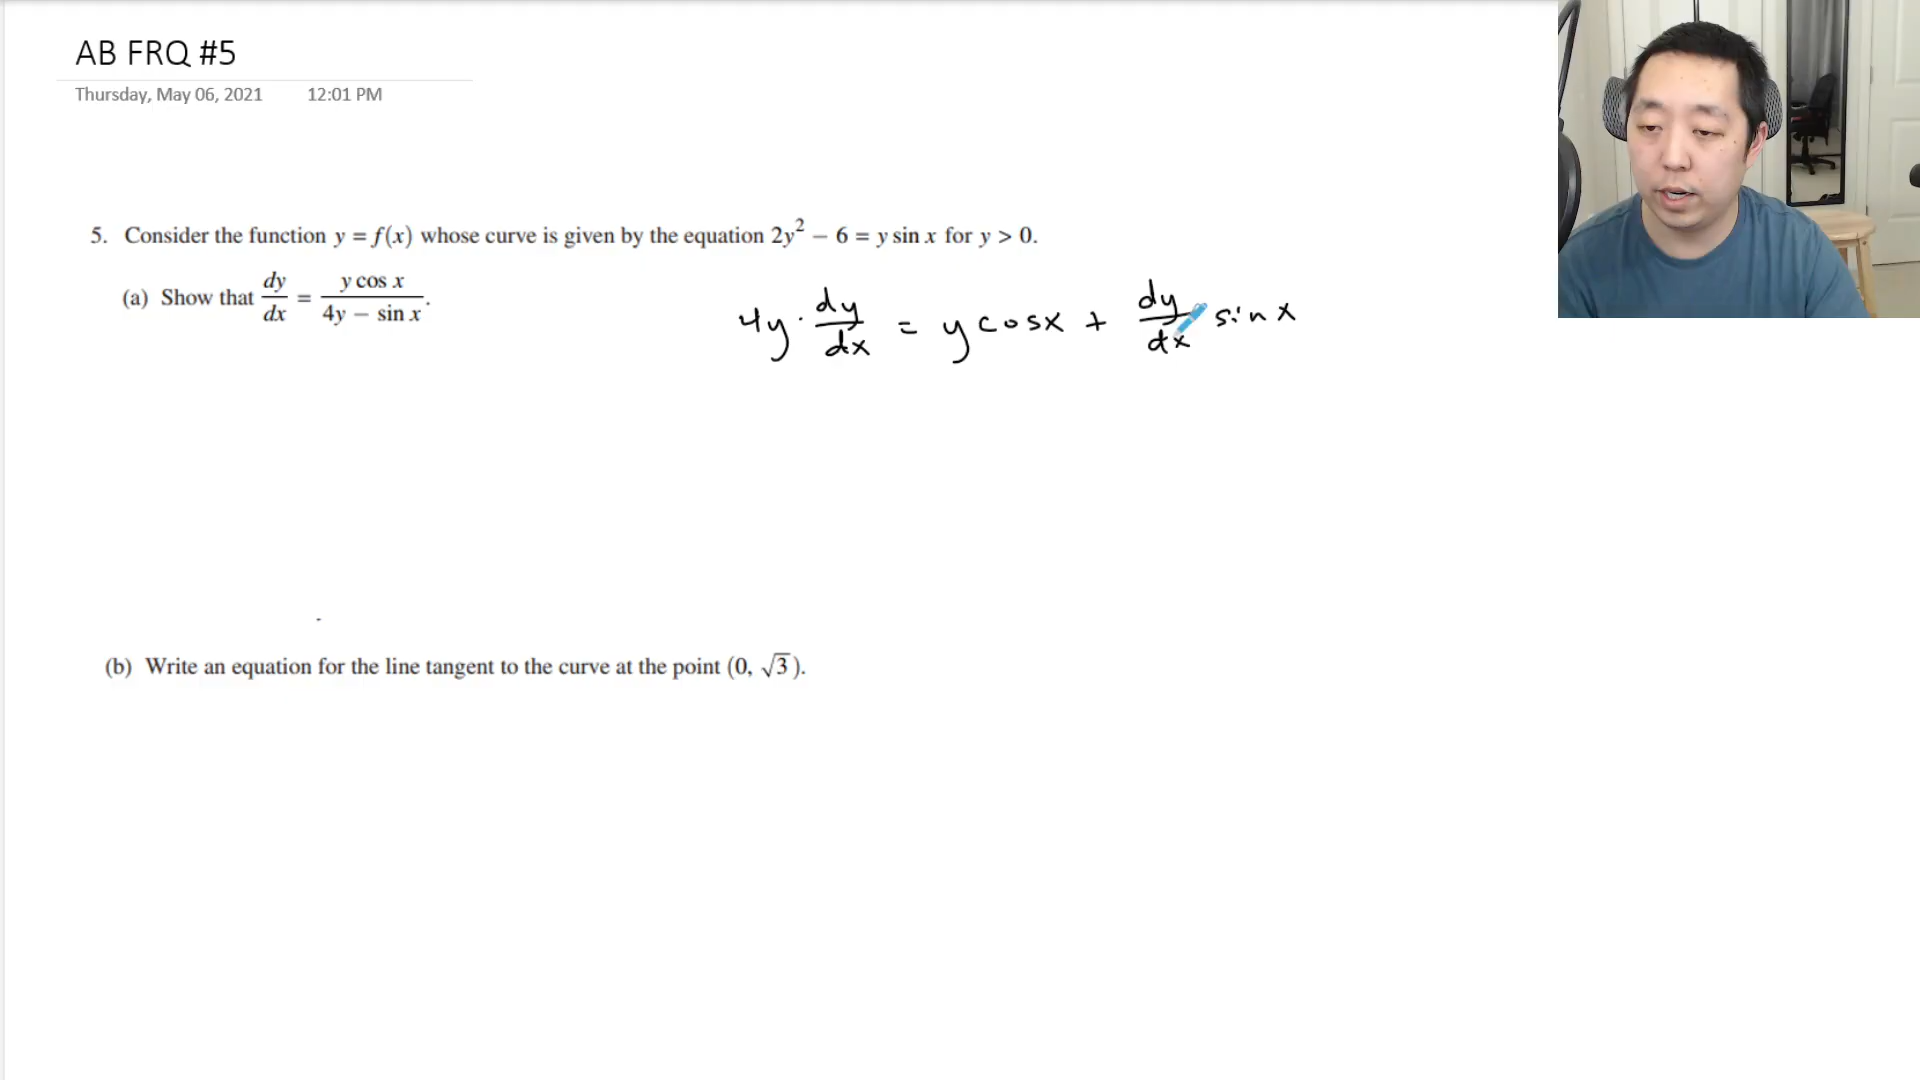 AB FRQ #5
Thursday, May 06, 2021 12:01 PM
5. Consider the function y = f(x) whose curve is given by the equation 2y² − 6 = y sin x for y > 0.
(a) Show that dy/dx = (y cos x)/(4y − sin x).
4y · dy/dx = y cosx + dy/dx sin x
(b) Write an equation for the line tangent to the curve at the point (0, √3).